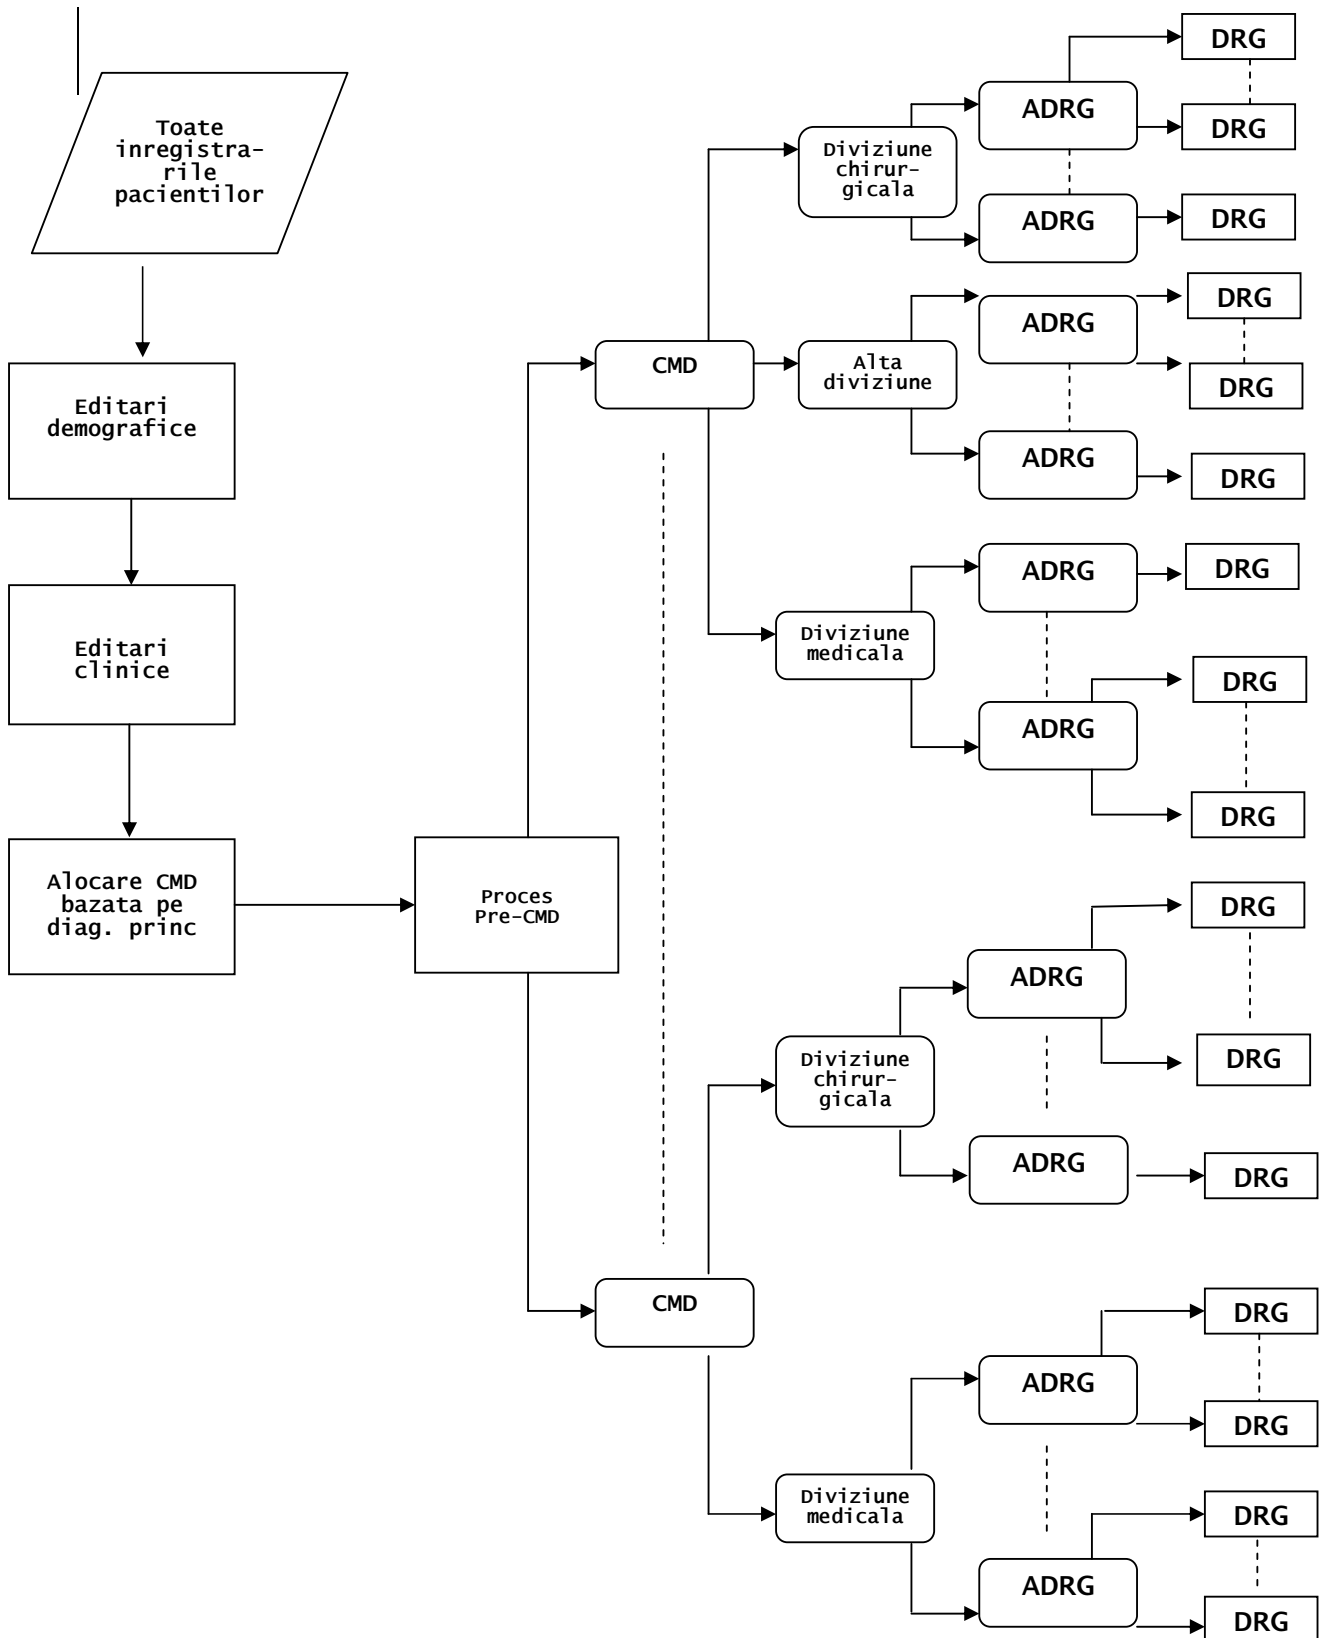 Toate
inregistra-
rile
pacientilor
Editari
demografice
Editari
clinice
Alocare CMD
bazata pe
diag. princ
Proces
Pre-CMD
CMD
Diviziune
chirur-
gicala
ADRG
DRG
DRG
ADRG
DRG
Alta
diviziune
ADRG
DRG
DRG
ADRG
DRG
Diviziune
medicala
ADRG
DRG
ADRG
DRG
DRG
CMD
Diviziune
chirur-
gicala
ADRG
DRG
DRG
ADRG
DRG
Diviziune
medicala
ADRG
DRG
DRG
ADRG
DRG
DRG